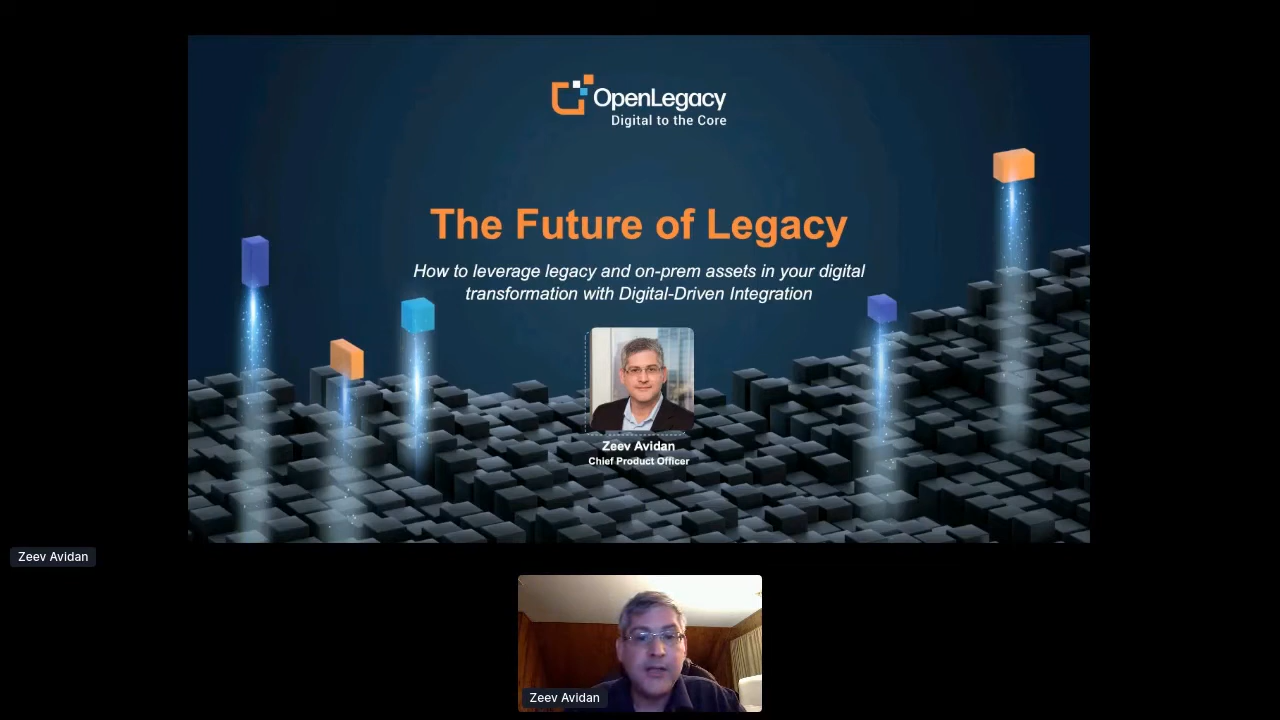 OpenLegacy
Digital to the Core
The Future of Legacy
How to leverage legacy and on-prem assets in your digital
transformation with Digital-Driven Integration
Zeev Avidan
Chief Product Officer
Zeev Avidan
Zeev Avidan